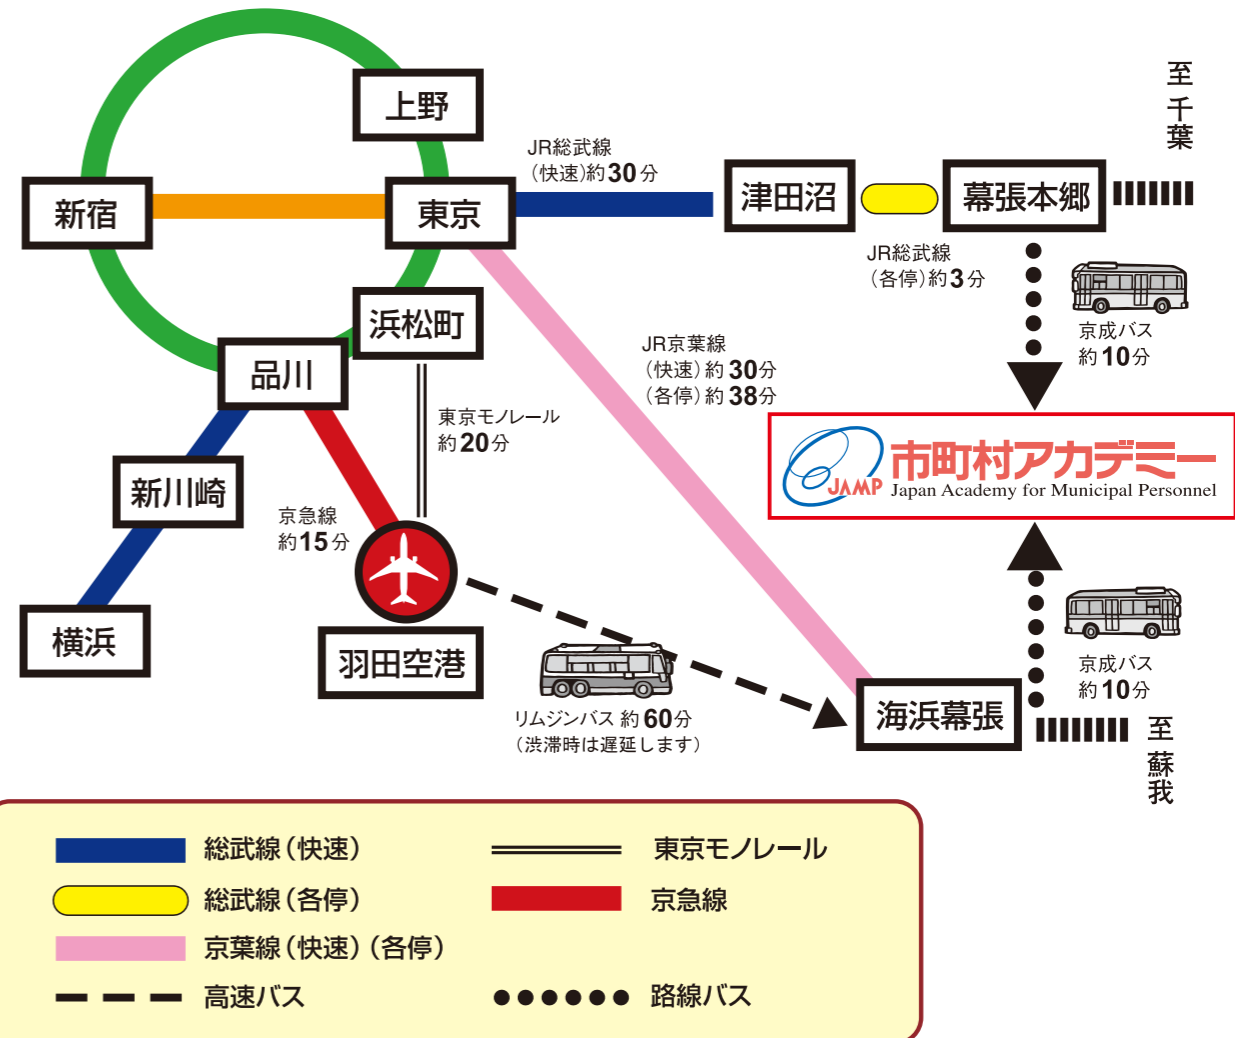 上野
新宿
東京
JR総武線
(快速)約30分
津田沼
幕張本郷
至 千葉
JR総武線
(各停)約3分
京成バス
約10分
浜松町
品川
東京モノレール
約20分
JR京葉線
(快速)約30分
(各停)約38分
JAMP
市町村アカデミー
Japan Academy for Municipal Personnel
新川崎
京急線
約15分
横浜
羽田空港
リムジンバス 約60分
(渋滞時は遅延します)
京成バス
約10分
海浜幕張
至 蘇我
総武線(快速)
東京モノレール
総武線(各停)
京急線
京葉線(快速)(各停)
高速バス
路線バス